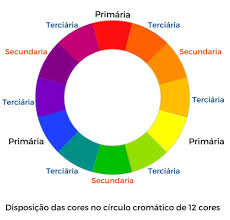 Primária
Terciária Terciária
Secundaria Secundaria
Terciária Terciária
Primária Primária
Terciária Terciária
Secundaria
Disposição das cores no círculo cromático de 12 cores